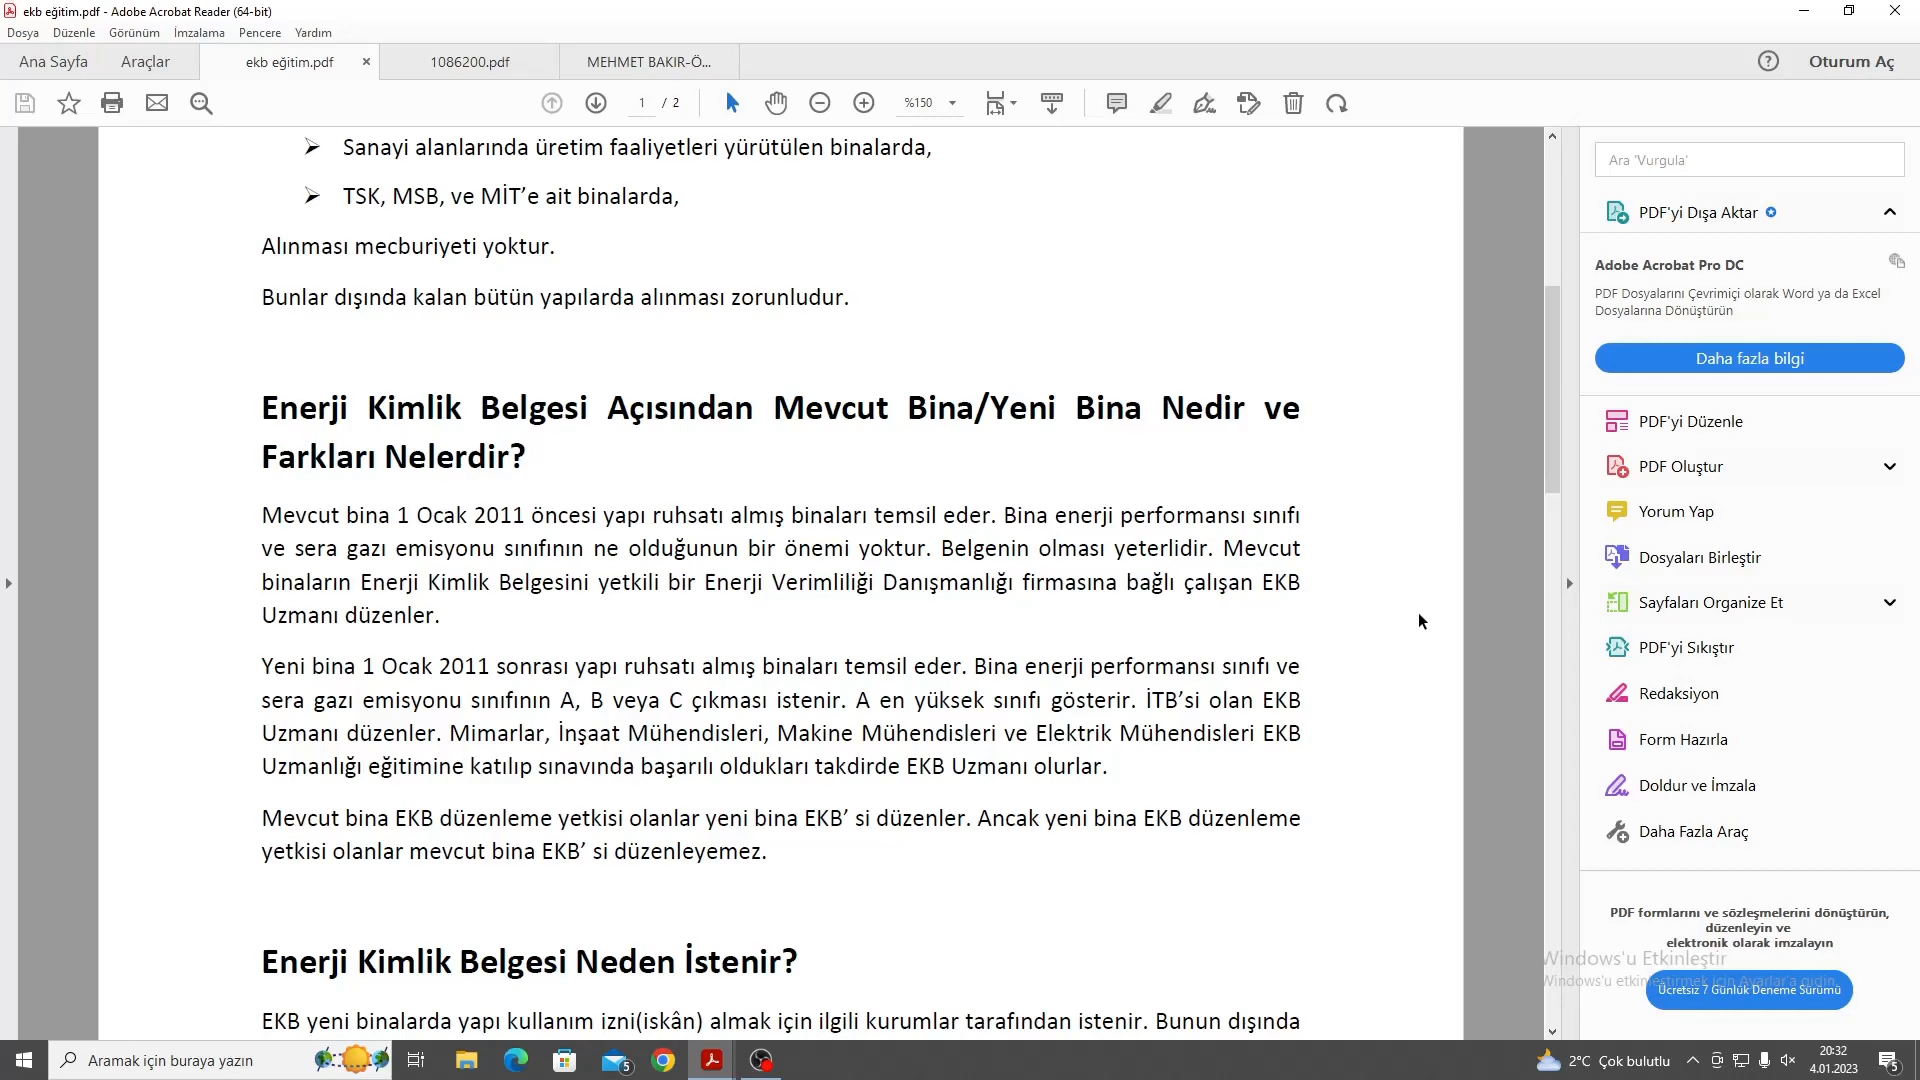 ekb eğitim.pdf - Adobe Acrobat Reader (64-bit)
Dosya Düzenle Görünüm İmzalama Pencere Yardım
Ana Sayfa Araçlar ekb eğitim.pdf × 1086200.pdf MEHMET BAKIR-Ö... ? Oturum Aç
1 / 2 %150
Sanayi alanlarında üretim faaliyetleri yürütülen binalarda,
TSK, MSB, ve MİT’e ait binalarda,
Alınması mecburiyeti yoktur.
Bunlar dışında kalan bütün yapılarda alınması zorunludur.
Enerji Kimlik Belgesi Açısından Mevcut Bina/Yeni Bina Nedir ve
Farkları Nelerdir?
Mevcut bina 1 Ocak 2011 öncesi yapı ruhsatı almış binaları temsil eder. Bina enerji performansı sınıfı
ve sera gazı emisyonu sınıfının ne olduğunun bir önemi yoktur. Belgenin olması yeterlidir. Mevcut
binaların Enerji Kimlik Belgesini yetkili bir Enerji Verimliliği Danışmanlığı firmasına bağlı çalışan EKB
Uzmanı düzenler.
Yeni bina 1 Ocak 2011 sonrası yapı ruhsatı almış binaları temsil eder. Bina enerji performansı sınıfı ve
sera gazı emisyonu sınıfının A, B veya C çıkması istenir. A en yüksek sınıfı gösterir. İTB’si olan EKB
Uzmanı düzenler. Mimarlar, İnşaat Mühendisleri, Makine Mühendisleri ve Elektrik Mühendisleri EKB
Uzmanlığı eğitimine katılıp sınavında başarılı oldukları takdirde EKB Uzmanı olurlar.
Mevcut bina EKB düzenleme yetkisi olanlar yeni bina EKB’ si düzenler. Ancak yeni bina EKB düzenleme
yetkisi olanlar mevcut bina EKB’ si düzenleyemez.
Enerji Kimlik Belgesi Neden İstenir?
EKB yeni binalarda yapı kullanım izni(iskân) almak için ilgili kurumlar tarafından istenir. Bunun dışında
Ara 'Vurgula'
PDF'yi Dışa Aktar
Adobe Acrobat Pro DC
PDF Dosyalarını Çevrimiçi olarak Word ya da Excel
Dosyalarına Dönüştürün
Daha fazla bilgi
PDF'yi Düzenle
PDF Oluştur
Yorum Yap
Dosyaları Birleştir
Sayfaları Organize Et
PDF'yi Sıkıştır
Redaksiyon
Form Hazırla
Doldur ve İmzala
Daha Fazla Araç
PDF formlarını ve sözleşmelerini dönüştürün,
düzenleyin ve
elektronik olarak imzalayın
Windows'u Etkinleştir
Windows'u etkinleştirmek için Ayarlar'a gidin.
Ücretsiz 7 Günlük Deneme Sürümü
Aramak için buraya yazın 5 2°C Çok bulutlu 20:32 5
4.01.2023